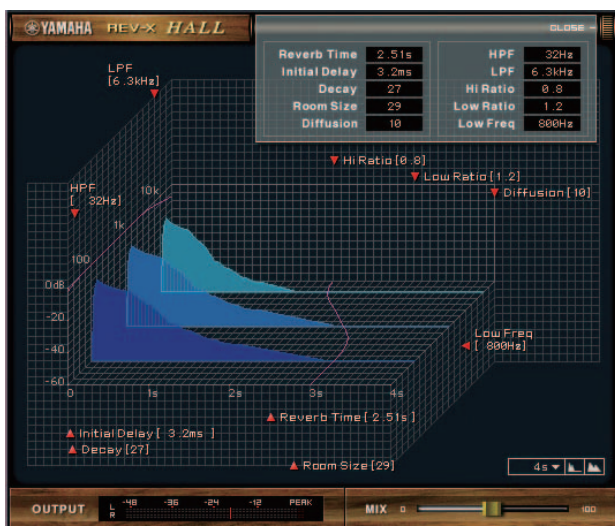 YAMAHA REV-X HALL
CLOSE
Reverb Time 2.51s HPF 32Hz
Initial Delay 3.2ms LPF 6.3kHz
Decay 27 Hi Ratio 0.8
Room Size 29 Low Ratio 1.2
Diffusion 10 Low Freq 800Hz
LPF
[6.3kHz]
Hi Ratio[0.8]
Low Ratio[1.2]
Diffusion[10]
HPF
[ 32Hz]
10k
1k
100
0dB
-20
-40
-60
0 1s 2s 3s 4s
Low Freq
[ 800Hz]
Reverb Time[2.51s]
Initial Delay[ 3.2ms]
Decay[27]
Room Size[29]
4s
OUTPUT L R -48 -36 -24 -12 PEAK MIX 0 100